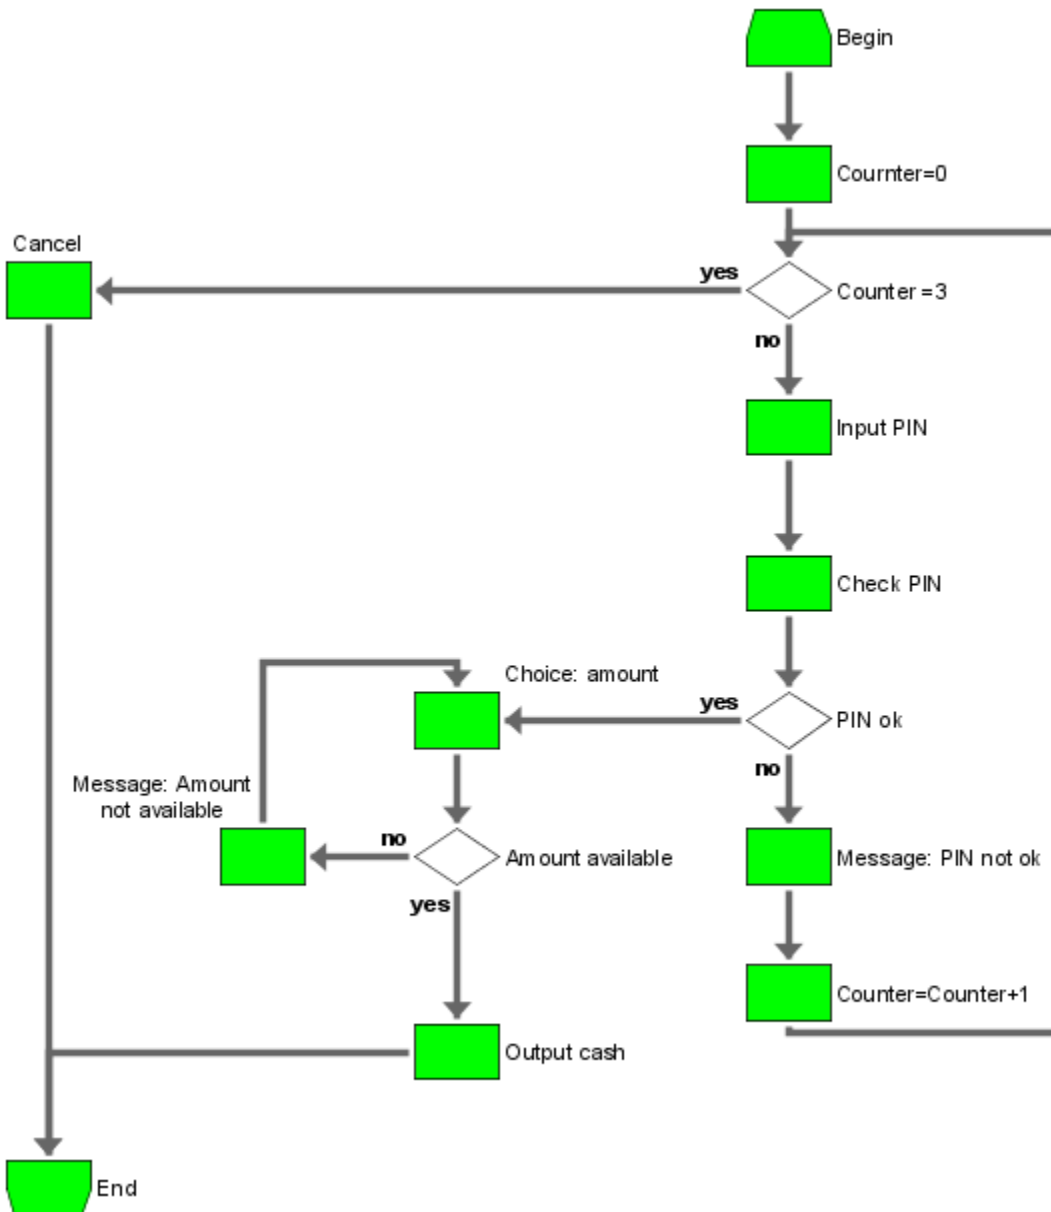 Begin
Cournter=0
Cancel
yes
Counter =3
no
Input PIN
Check PIN
Choice: amount
yes
PIN ok
no
Message: Amount
not available
no
Amount available
Message: PIN not ok
yes
Counter=Counter+1
Output cash
End